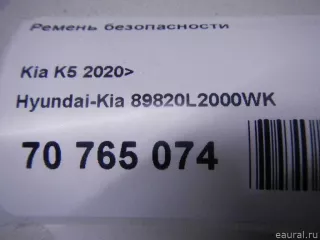 Ремень безопасности
Kia K5 2020>
Hyundai-Kia 89820L2000WK
70 765 074
eaural.ru